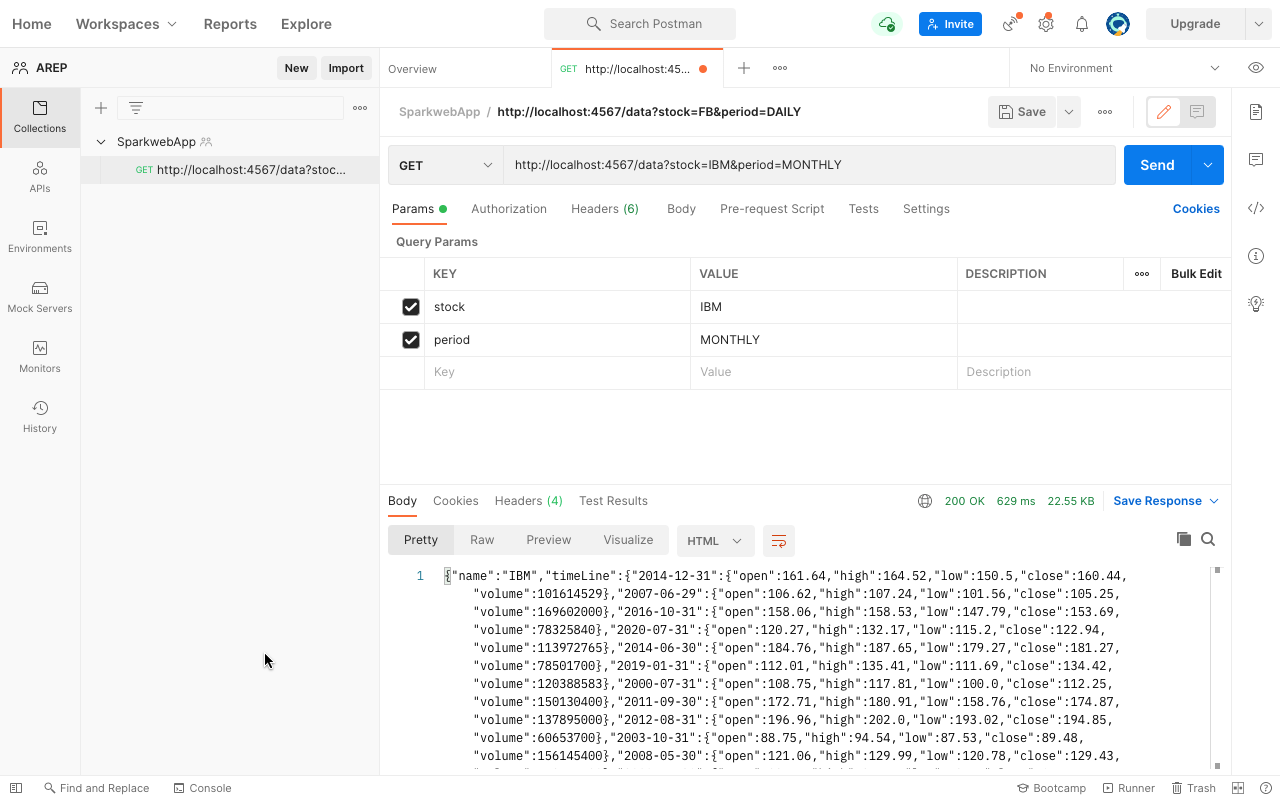 Home Workspaces Reports Explore Search Postman Invite Upgrade
AREP New Import Overview GET http://localhost:45... No Environment
SparkwebApp / http://localhost:4567/data?stock=FB&period=DAILY Save
Collections
SparkwebApp
GET http://localhost:4567/data?stoc...
GET http://localhost:4567/data?stock=IBM&period=MONTHLY Send
APIs
Environments
Mock Servers
Monitors
History
Params Authorization Headers (6) Body Pre-request Script Tests Settings Cookies
Query Params
KEY VALUE DESCRIPTION Bulk Edit
stock IBM
period MONTHLY
Key Value Description
Body Cookies Headers (4) Test Results 200 OK 629 ms 22.55 KB Save Response
Pretty Raw Preview Visualize HTML
1 {"name":"IBM","timeLine":{"2014-12-31":{"open":161.64,"high":164.52,"low":150.5,"close":160.44,
"volume":101614529},"2007-06-29":{"open":106.62,"high":107.24,"low":101.56,"close":105.25,
"volume":169602000},"2016-10-31":{"open":158.06,"high":158.53,"low":147.79,"close":153.69,
"volume":78325840},"2020-07-31":{"open":120.27,"high":132.17,"low":115.2,"close":122.94,
"volume":113972765},"2014-06-30":{"open":184.76,"high":187.65,"low":179.27,"close":181.27,
"volume":78501700},"2019-01-31":{"open":112.01,"high":135.41,"low":111.69,"close":134.42,
"volume":120388583},"2000-07-31":{"open":108.75,"high":117.81,"low":100.0,"close":112.25,
"volume":150130400},"2011-09-30":{"open":172.71,"high":180.91,"low":158.76,"close":174.87,
"volume":137895000},"2012-08-31":{"open":196.96,"high":202.0,"low":193.02,"close":194.85,
"volume":60653700},"2003-10-31":{"open":88.75,"high":94.54,"low":87.53,"close":89.48,
"volume":156145400},"2008-05-30":{"open":121.06,"high":129.99,"low":120.78,"close":129.43,
Find and Replace Console Bootcamp Runner Trash